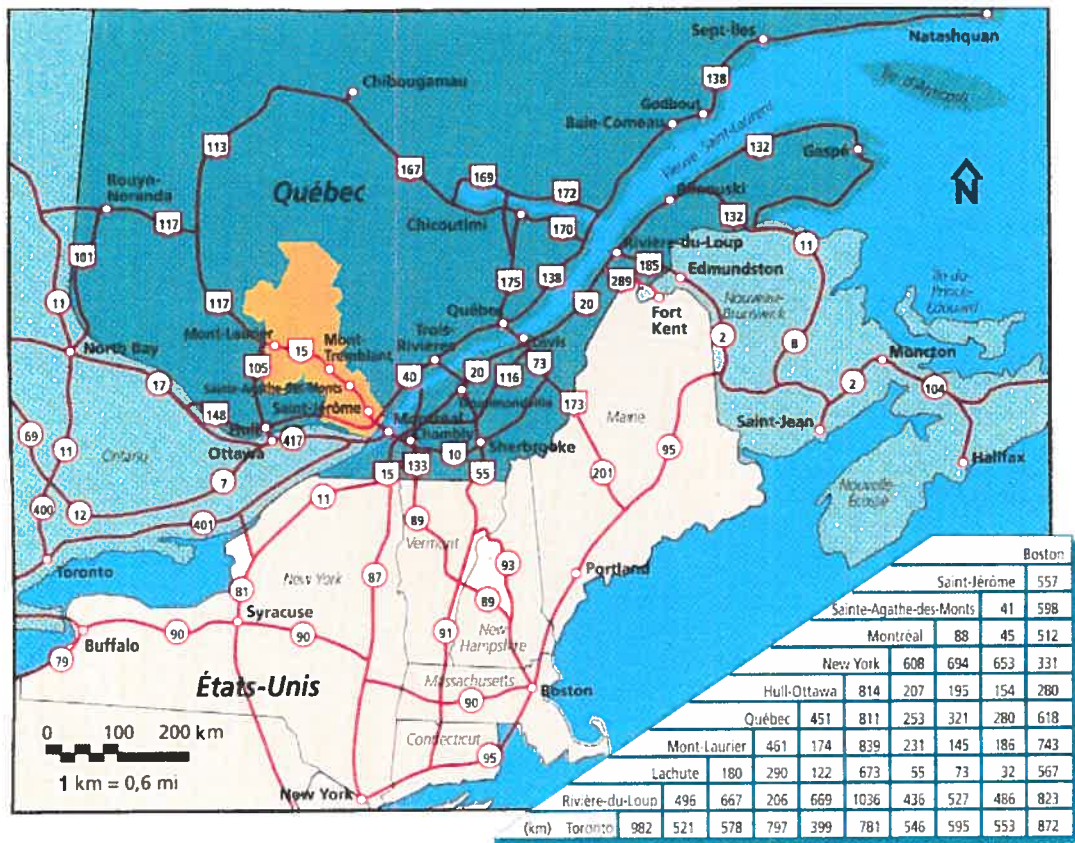 Sept-Îles
Natashquan
Île d'Anticosti
138
Chibougamau
Godbout
Baie-Comeau
Fleuve Saint-Laurent
132
Gaspé
N
113
167
169
172
Québec
Rouyn-
Noranda
117
Chicoutimi
170
Rimouski
132
101
11
Rivière-du-Loup
11
175
138
185
Edmundston
289
117
20
Île-du-
Prince-
Édouard
Nouveau-
Brunswick
Québec
Fort
Kent
Mont-Laurier
15
Mont-
Tremblant
Trois-
Rivières
Lévis
2
8
North Bay
105
40
20
73
Moncton
17
116
2
104
Sainte-Agathe-des-Monts
Drummondville
173
148
Saint-Jérôme
Maine
Saint-Jean
69
Hull
417
Montréal
Chambly
11
Ontario
Ottawa
10
Sherbrooke
95
Halifax
15
133
55
7
201
Nouvelle-
Écosse
400
12
11
401
89
Vermont
93
Toronto
New York
87
Portland
81
89
Syracuse
90
90
91
New
Hampshire
Buffalo
79
États-Unis
Massachusetts
Boston
90
0 100 200 km
Connecticut
95
1 km = 0,6 mi
New York
Boston
Saint-Jérôme 557
Sainte-Agathe-des-Monts 41 598
Montréal 88 45 512
New York 608 694 653 331
Hull-Ottawa 814 207 195 154 280
Québec 451 811 253 321 280 618
Mont-Laurier 461 174 839 231 145 186 743
Lachute 180 290 122 673 55 73 32 567
Rivière-du-Loup 496 667 206 669 1036 436 527 486 823
(km) Toronto 982 521 578 797 399 781 546 595 553 872